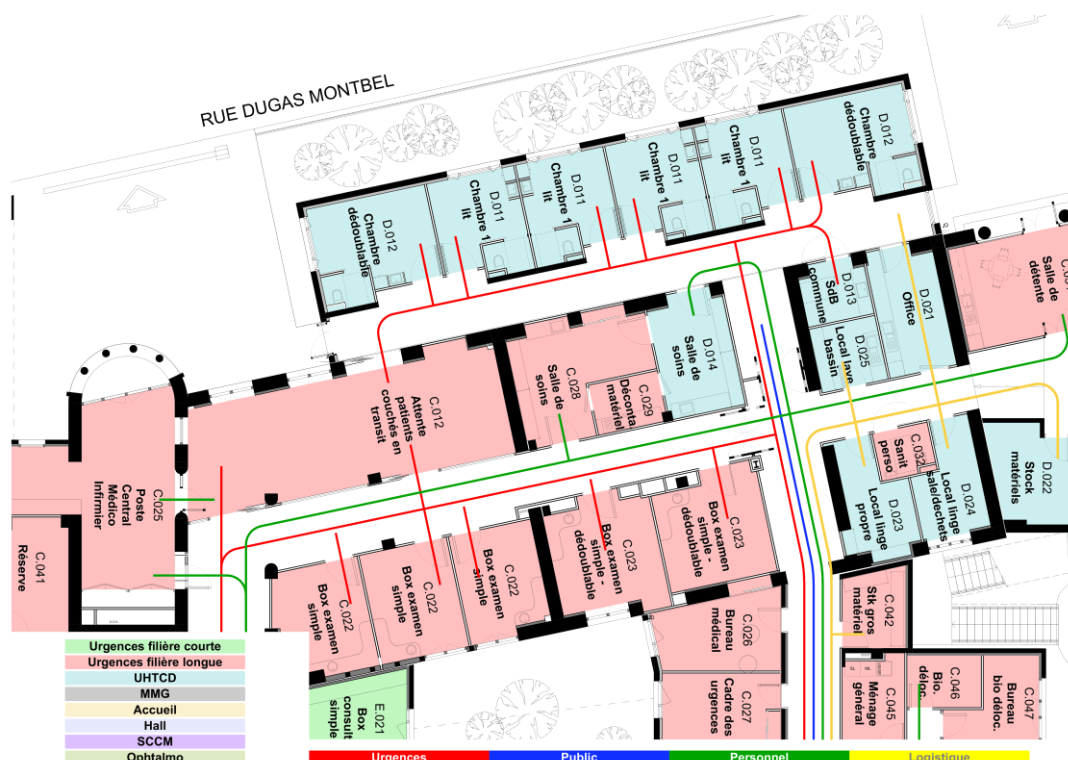 RUE DUGAS MONTBEL
D.012
Chambre
dédoublable
D.011
Chambre 1
lit
D.011
Chambre 1
lit
D.011
Chambre 1
lit
D.011
Chambre 1
lit
D.012
Chambre
dédoublable
D.013
SdB
commune
D.021
Office
Salle de
détente
D.025
Local lave
bassin
D.014
Salle de
soins
C.028
Salle de
soins
C.029
Déconta
matériel
C.012
Attente
patients
couchés en
transit
C.025
Poste
Central
Médico
Infirmier
C.041
Réserve
C.022
Box examen
simple
C.022
Box examen
simple
C.022
Box examen
simple
C.023
Box examen
simple -
dédoublable
C.023
Box examen
simple -
dédoublable
C.032
Sanit
perso
D.023
Local linge
propre
D.024
Local linge
sale/dechets
D.022
Stock
matériels
C.026
Bureau
médical
C.027
Cadre des
urgences
C.042
Stk gros
matériel
C.045
Ménage
général
C.046
Bio.
déloc.
C.047
Bureau
bio déloc.
E.021
Box
consult
simple
Urgences filière courte
Urgences filière longue
UHTCD
MMG
Accueil
Hall
SCCM
Ophtalmo
Urgences
Public
Personnel
Logistique